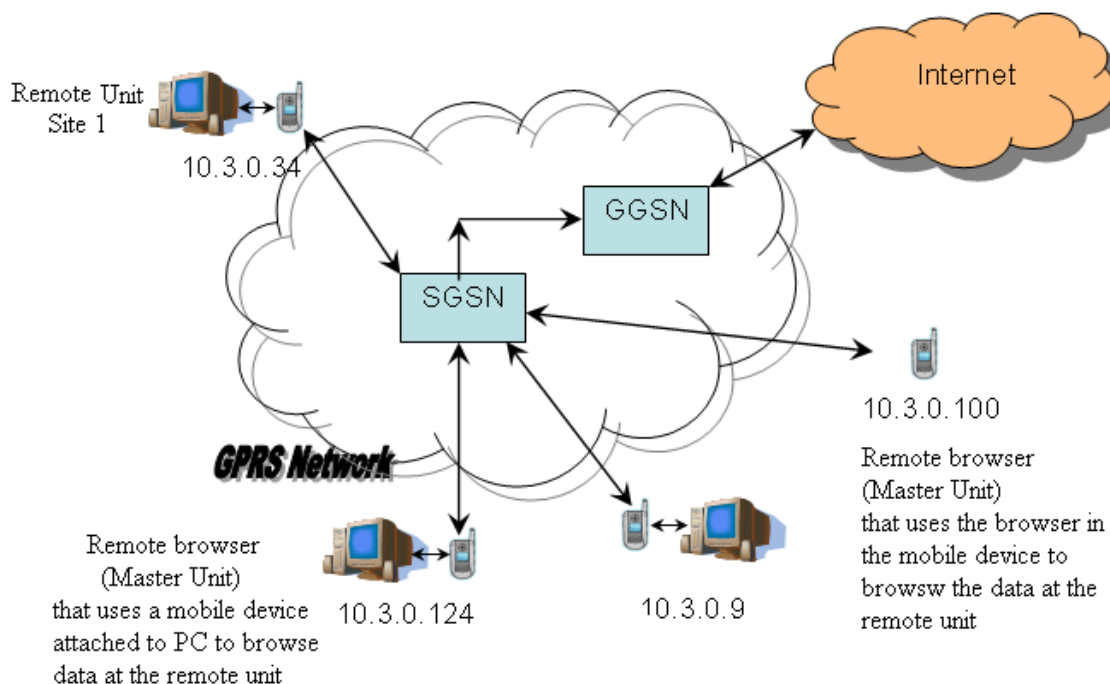 Internet
Remote Unit
Site 1
10.3.0.34
GGSN
SGSN
10.3.0.100
GPRS Network
Remote browser
(Master Unit)
that uses the browser in
the mobile device to
browsw the data at the
remote unit
Remote browser
(Master Unit)
that uses a mobile device
attached to PC to browse
data at the remote unit
10.3.0.124
10.3.0.9